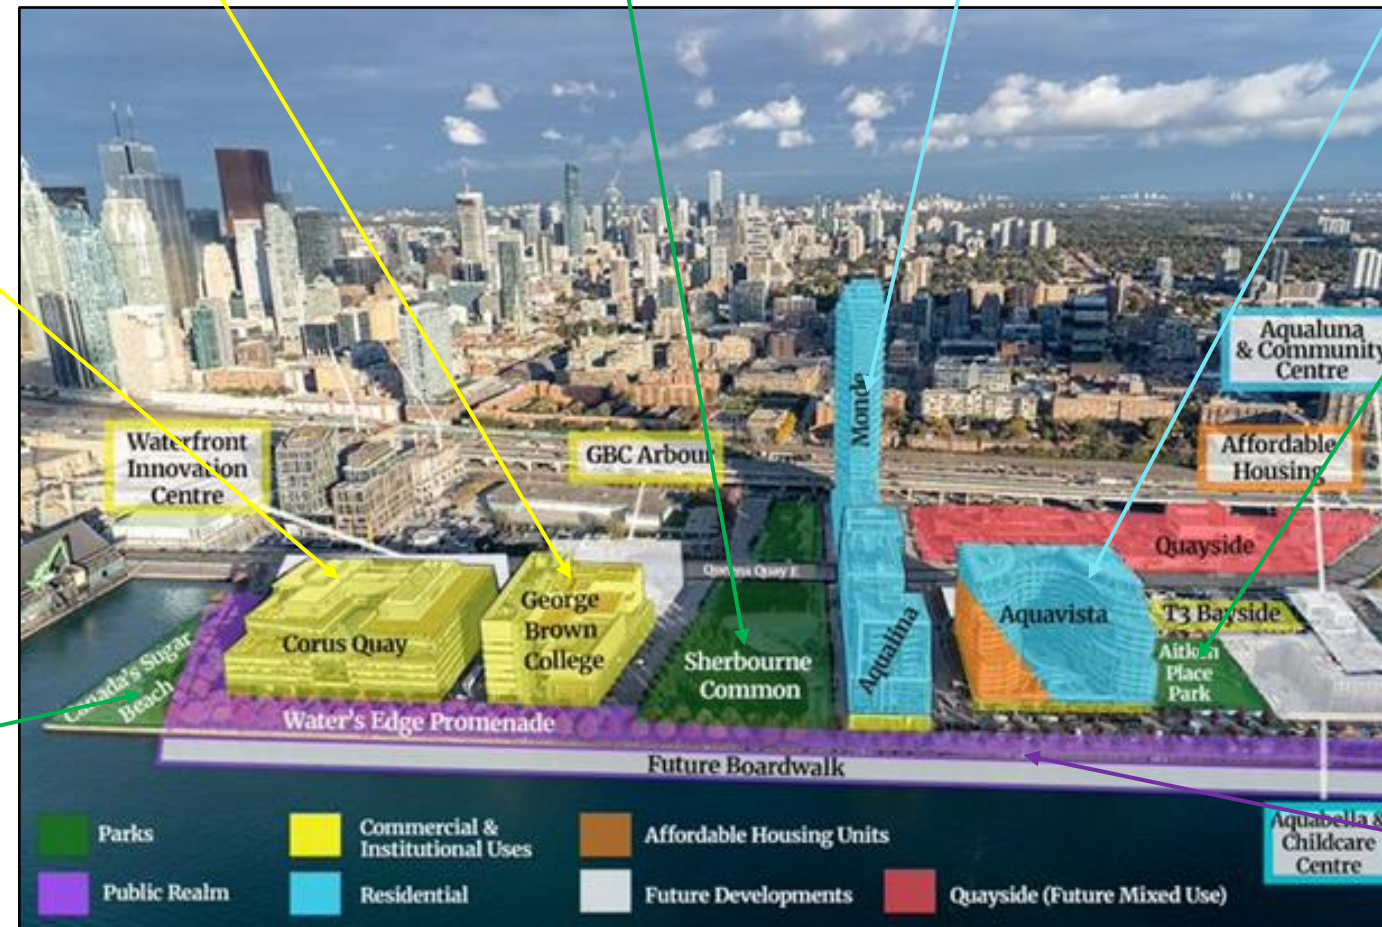 Aqualuna
& Community
Centre
Waterfront
Innovation
Centre
GBC Arbour
Affordable
Housing
Mondo
Quayside
Queens Quay E
George
Brown
College
Corus Quay
Aquavista
T3 Bayside
Aqualina
Sherbourne
Common
Aitken
Place
Park
Canada's Sugar
Beach
Water's Edge Promenade
Future Boardwalk
Aquabella &
Childcare
Centre
Parks
Commercial &
Institutional Uses
Affordable Housing Units
Public Realm
Residential
Future Developments
Quayside (Future Mixed Use)